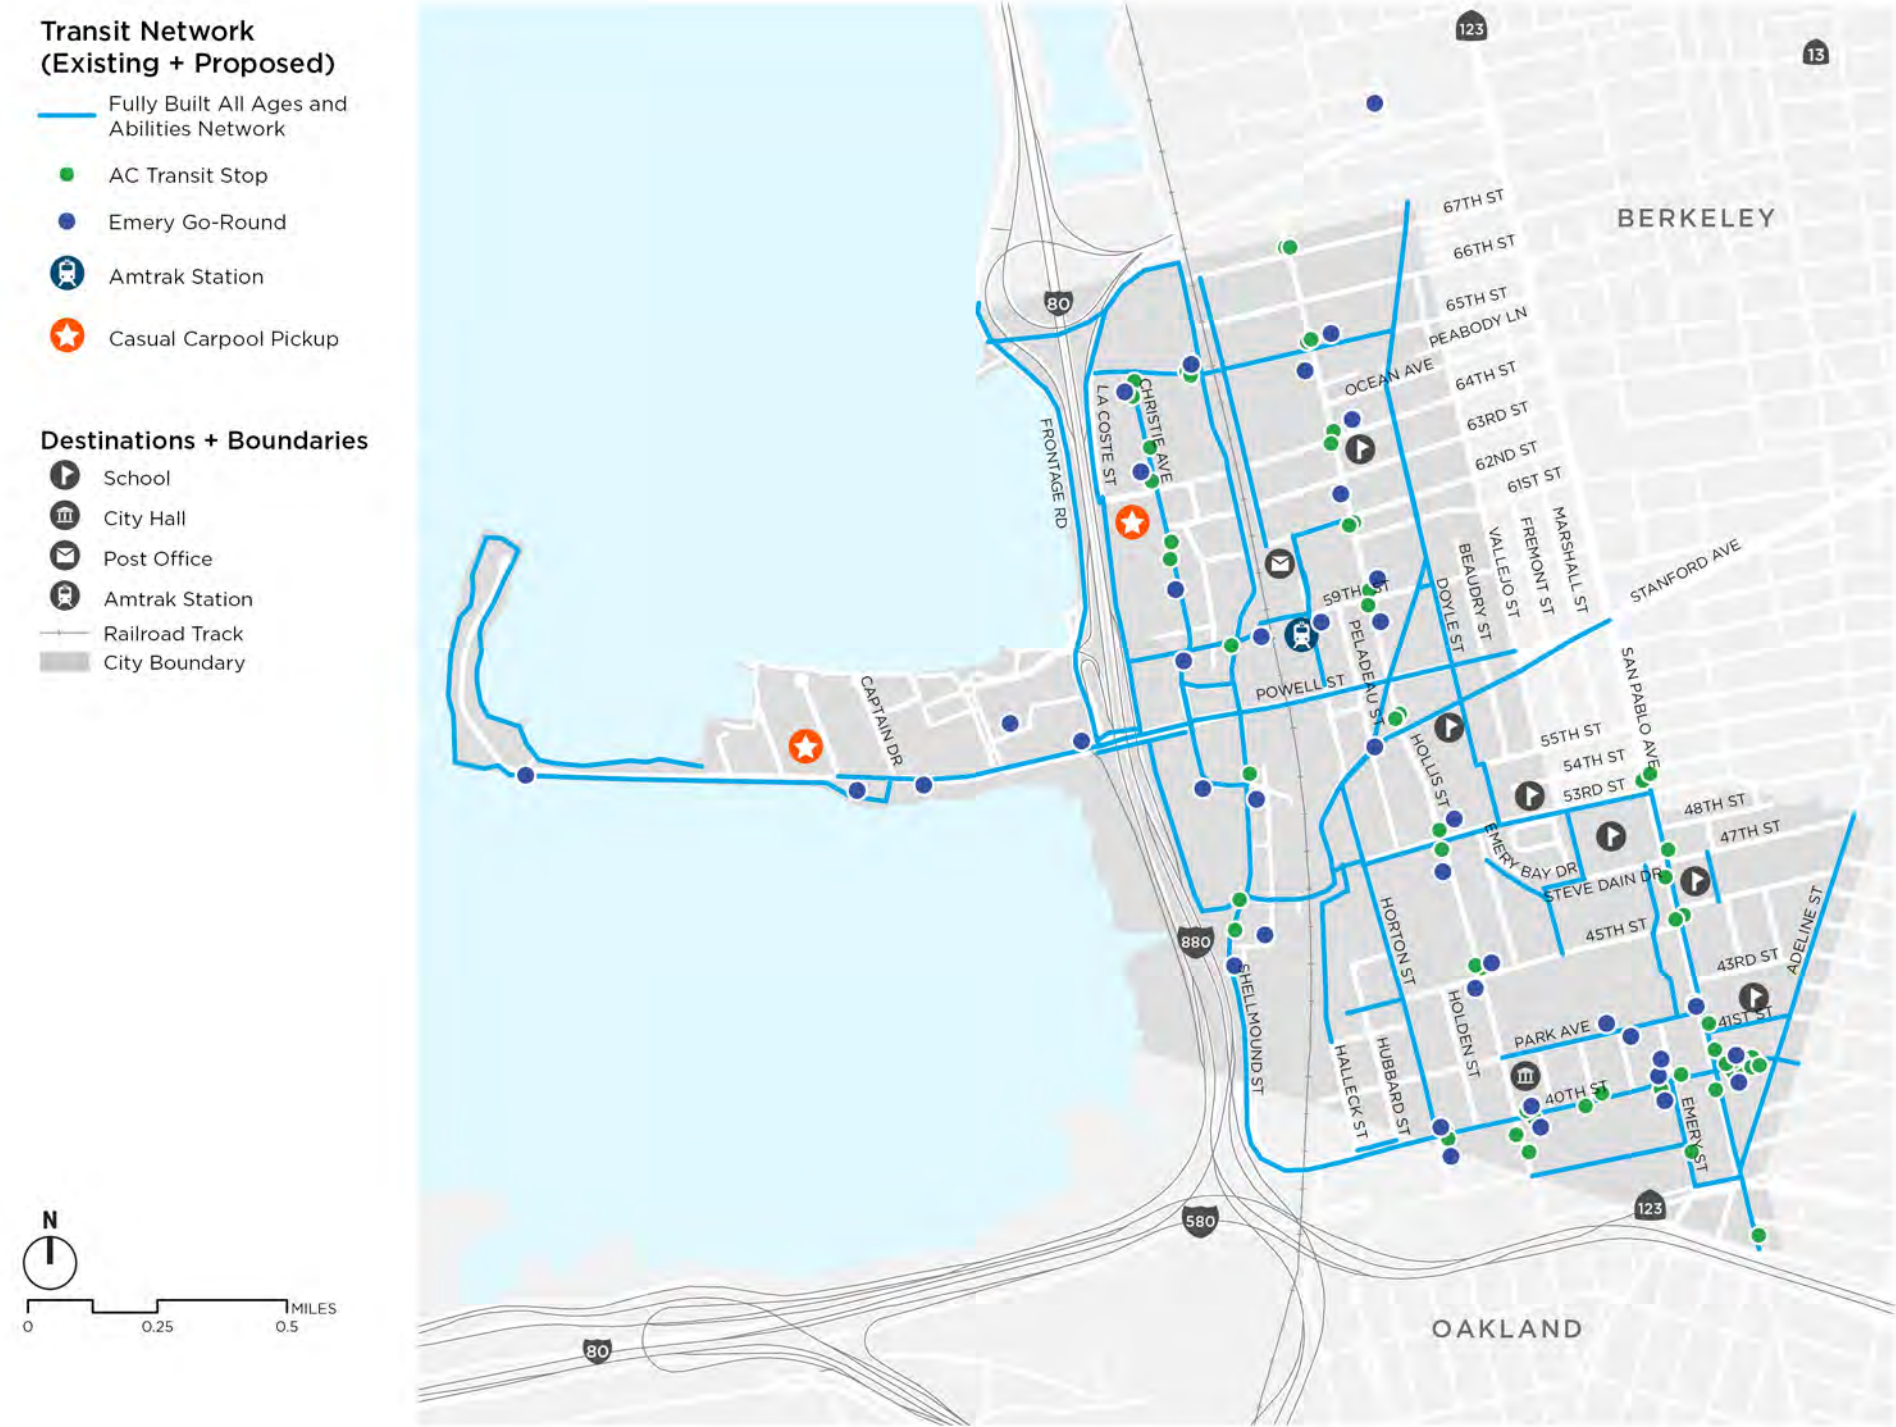 Transit Network
(Existing + Proposed)
Fully Built All Ages and
Abilities Network
AC Transit Stop
Emery Go-Round
Amtrak Station
Casual Carpool Pickup
Destinations + Boundaries
School
City Hall
Post Office
Amtrak Station
Railroad Track
City Boundary
N
MILES
0
0.25
0.5
123
13
BERKELEY
67TH ST
66TH ST
65TH ST
PEABODY LN
OCEAN AVE
64TH ST
63RD ST
62ND ST
61ST ST
80
LA COSTE ST
CHRISTIE AVE
FRONTAGE RD
MARSHALL ST
FREMONT ST
VALLEJO ST
BEAUDRY ST
DOYLE ST
STANFORD AVE
59TH ST
PELADEAU ST
POWELL ST
SAN PABLO AVE
CAPTAIN DR
HOLLIS ST
55TH ST
54TH ST
53RD ST
48TH ST
47TH ST
EMERY BAY DR
STEVE DAIN DR
45TH ST
43RD ST
ADELINE ST
880
HORTON ST
SHELLMOUND ST
HOLDEN ST
PARK AVE
41ST ST
HALLECK ST
HUBBARD ST
40TH ST
EMERY ST
580
123
80
OAKLAND